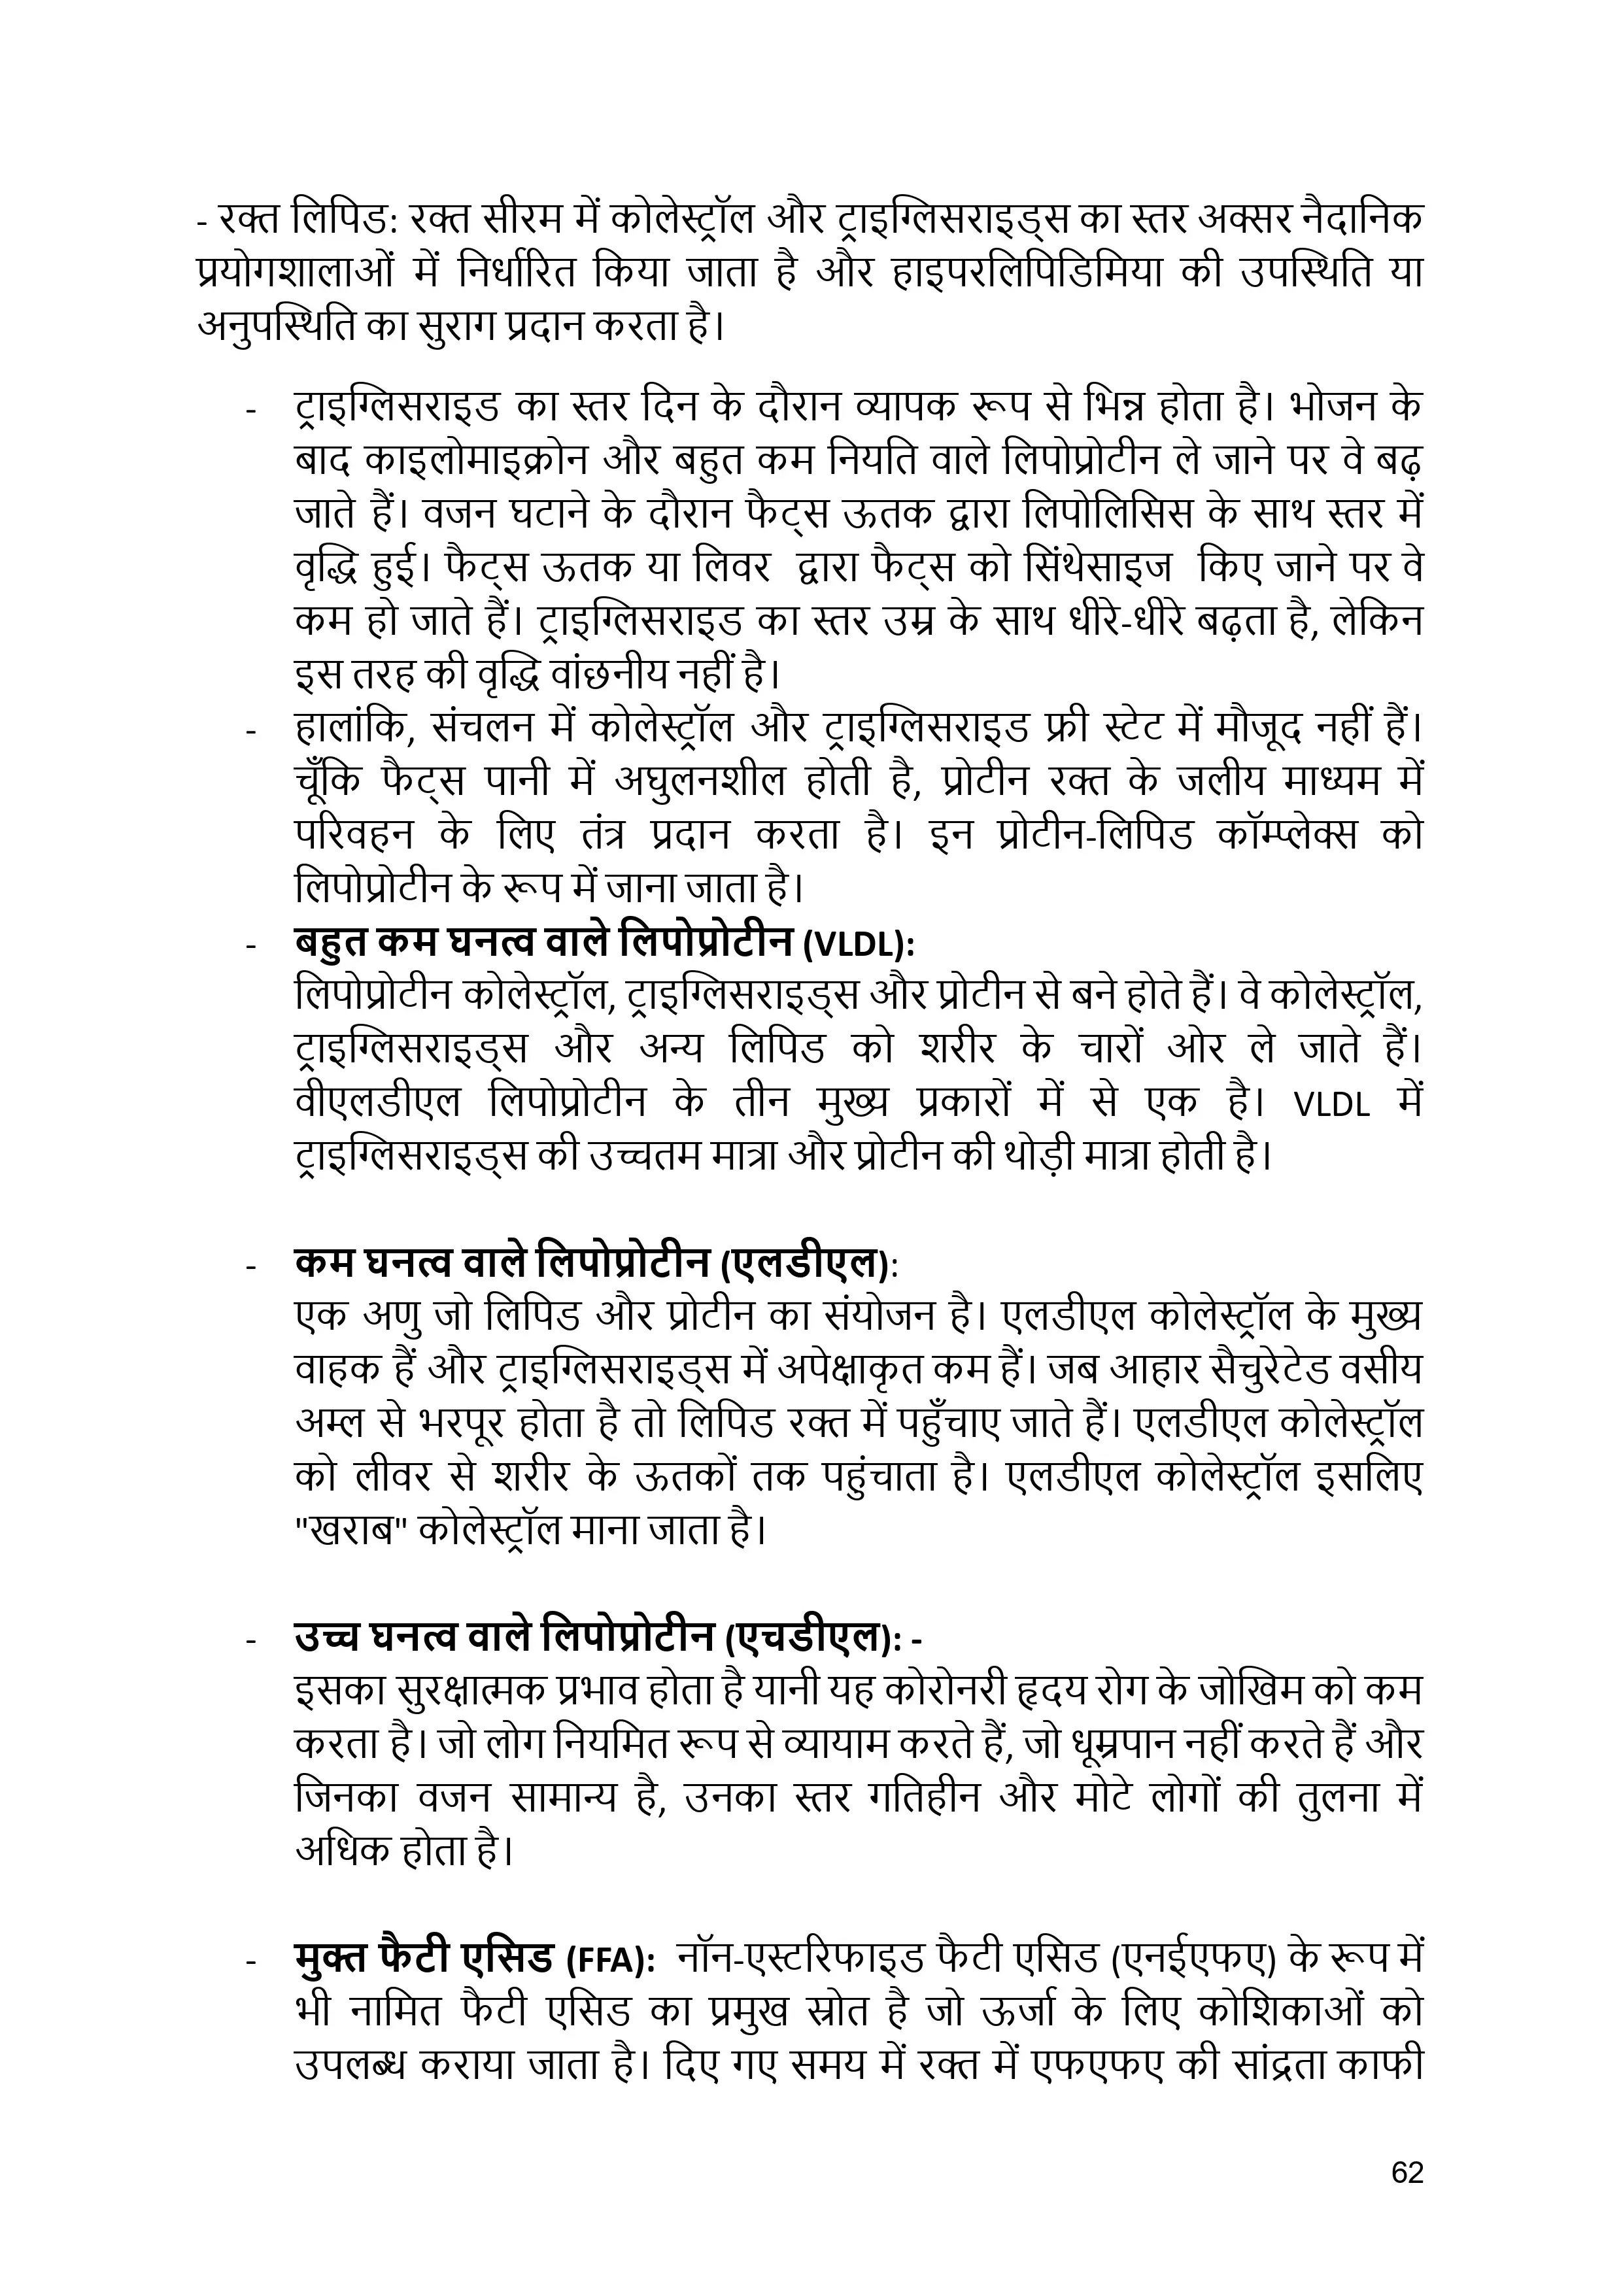 - रक्त लिपिड: रक्त सीरम में कोलेस्ट्रॉल और ट्राइग्लिसराइड्स का स्तर अक्सर नैदानिक
प्रयोगशालाओं में निर्धारित किया जाता है और हाइपरलिपिडिमिया की उपस्थिति या
अनुपस्थिति का सुराग प्रदान करता है।
- ट्राइग्लिसराइड का स्तर दिन के दौरान व्यापक रूप से भिन्न होता है। भोजन के
बाद काइलोमाइक्रोन और बहुत कम नियति वाले लिपोप्रोटीन ले जाने पर वे बढ़
जाते हैं। वजन घटाने के दौरान फैट्स ऊतक द्वारा लिपोलिसिस के साथ स्तर में
वृद्धि हुई। फैट्स ऊतक या लिवर द्वारा फैट्स को सिंथेसाइज किए जाने पर वे
कम हो जाते हैं। ट्राइग्लिसराइड का स्तर उम्र के साथ धीरे-धीरे बढ़ता है, लेकिन
इस तरह की वृद्धि वांछनीय नहीं है।
- हालांकि, संचलन में कोलेस्ट्रॉल और ट्राइग्लिसराइड फ्री स्टेट में मौजूद नहीं हैं।
चूँकि फैट्स पानी में अघुलनशील होती है, प्रोटीन रक्त के जलीय माध्यम में
परिवहन के लिए तंत्र प्रदान करता है। इन प्रोटीन-लिपिड कॉम्प्लेक्स को
लिपोप्रोटीन के रूप में जाना जाता है।
- बहुत कम घनत्व वाले लिपोप्रोटीन (VLDL):
लिपोप्रोटीन कोलेस्ट्रॉल, ट्राइग्लिसराइड्स और प्रोटीन से बने होते हैं। वे कोलेस्ट्रॉल,
ट्राइग्लिसराइड्स और अन्य लिपिड को शरीर के चारों ओर ले जाते हैं।
वीएलडीएल लिपोप्रोटीन के तीन मुख्य प्रकारों में से एक है। VLDL में
ट्राइग्लिसराइड्स की उच्चतम मात्रा और प्रोटीन की थोड़ी मात्रा होती है।
- कम घनत्व वाले लिपोप्रोटीन (एलडीएल):
एक अणु जो लिपिड और प्रोटीन का संयोजन है। एलडीएल कोलेस्ट्रॉल के मुख्य
वाहक हैं और ट्राइग्लिसराइड्स में अपेक्षाकृत कम हैं। जब आहार सैचुरेटेड वसीय
अम्ल से भरपूर होता है तो लिपिड रक्त में पहुँचाए जाते हैं। एलडीएल कोलेस्ट्रॉल
को लीवर से शरीर के ऊतकों तक पहुंचाता है। एलडीएल कोलेस्ट्रॉल इसलिए
"खराब" कोलेस्ट्रॉल माना जाता है।
- उच्च घनत्व वाले लिपोप्रोटीन (एचडीएल): -
इसका सुरक्षात्मक प्रभाव होता है यानी यह कोरोनरी हृदय रोग के जोखिम को कम
करता है। जो लोग नियमित रूप से व्यायाम करते हैं, जो धूम्रपान नहीं करते हैं और
जिनका वजन सामान्य है, उनका स्तर गतिहीन और मोटे लोगों की तुलना में
अधिक होता है।
- मुक्त फैटी एसिड (FFA): नॉन-एस्टरिफाइड फैटी एसिड (एनईएफए) के रूप में
भी नामित फैटी एसिड का प्रमुख स्रोत है जो ऊर्जा के लिए कोशिकाओं को
उपलब्ध कराया जाता है। दिए गए समय में रक्त में एफएफए की सांद्रता काफी
62